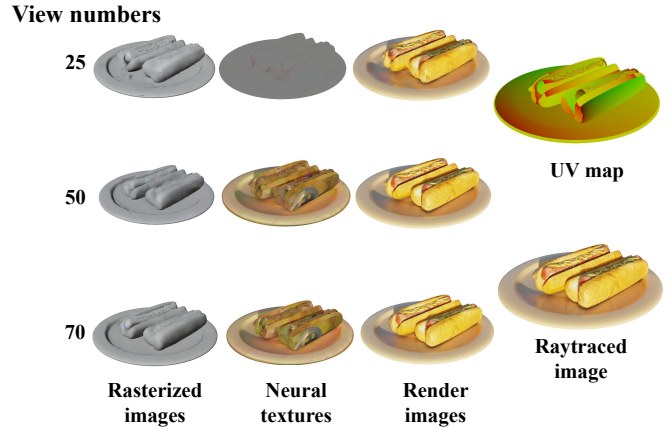 View numbers
25
50
70
UV map
Raytraced
image
Rasterized
images
Neural
textures
Render
images